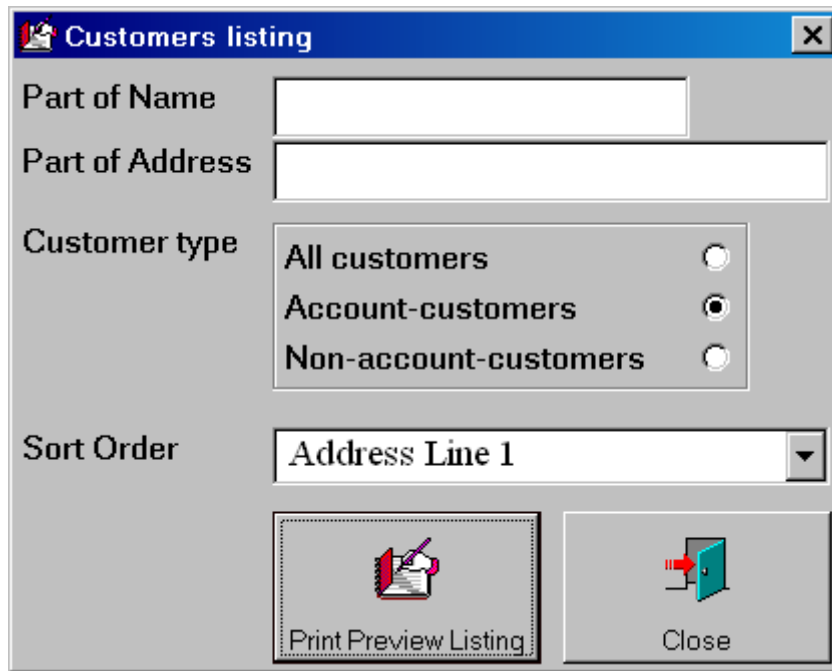 Customers listing
Part of Name
Part of Address
Customer type
All customers
Account-customers
Non-account-customers
Sort Order
Address Line 1
Print Preview Listing
Close